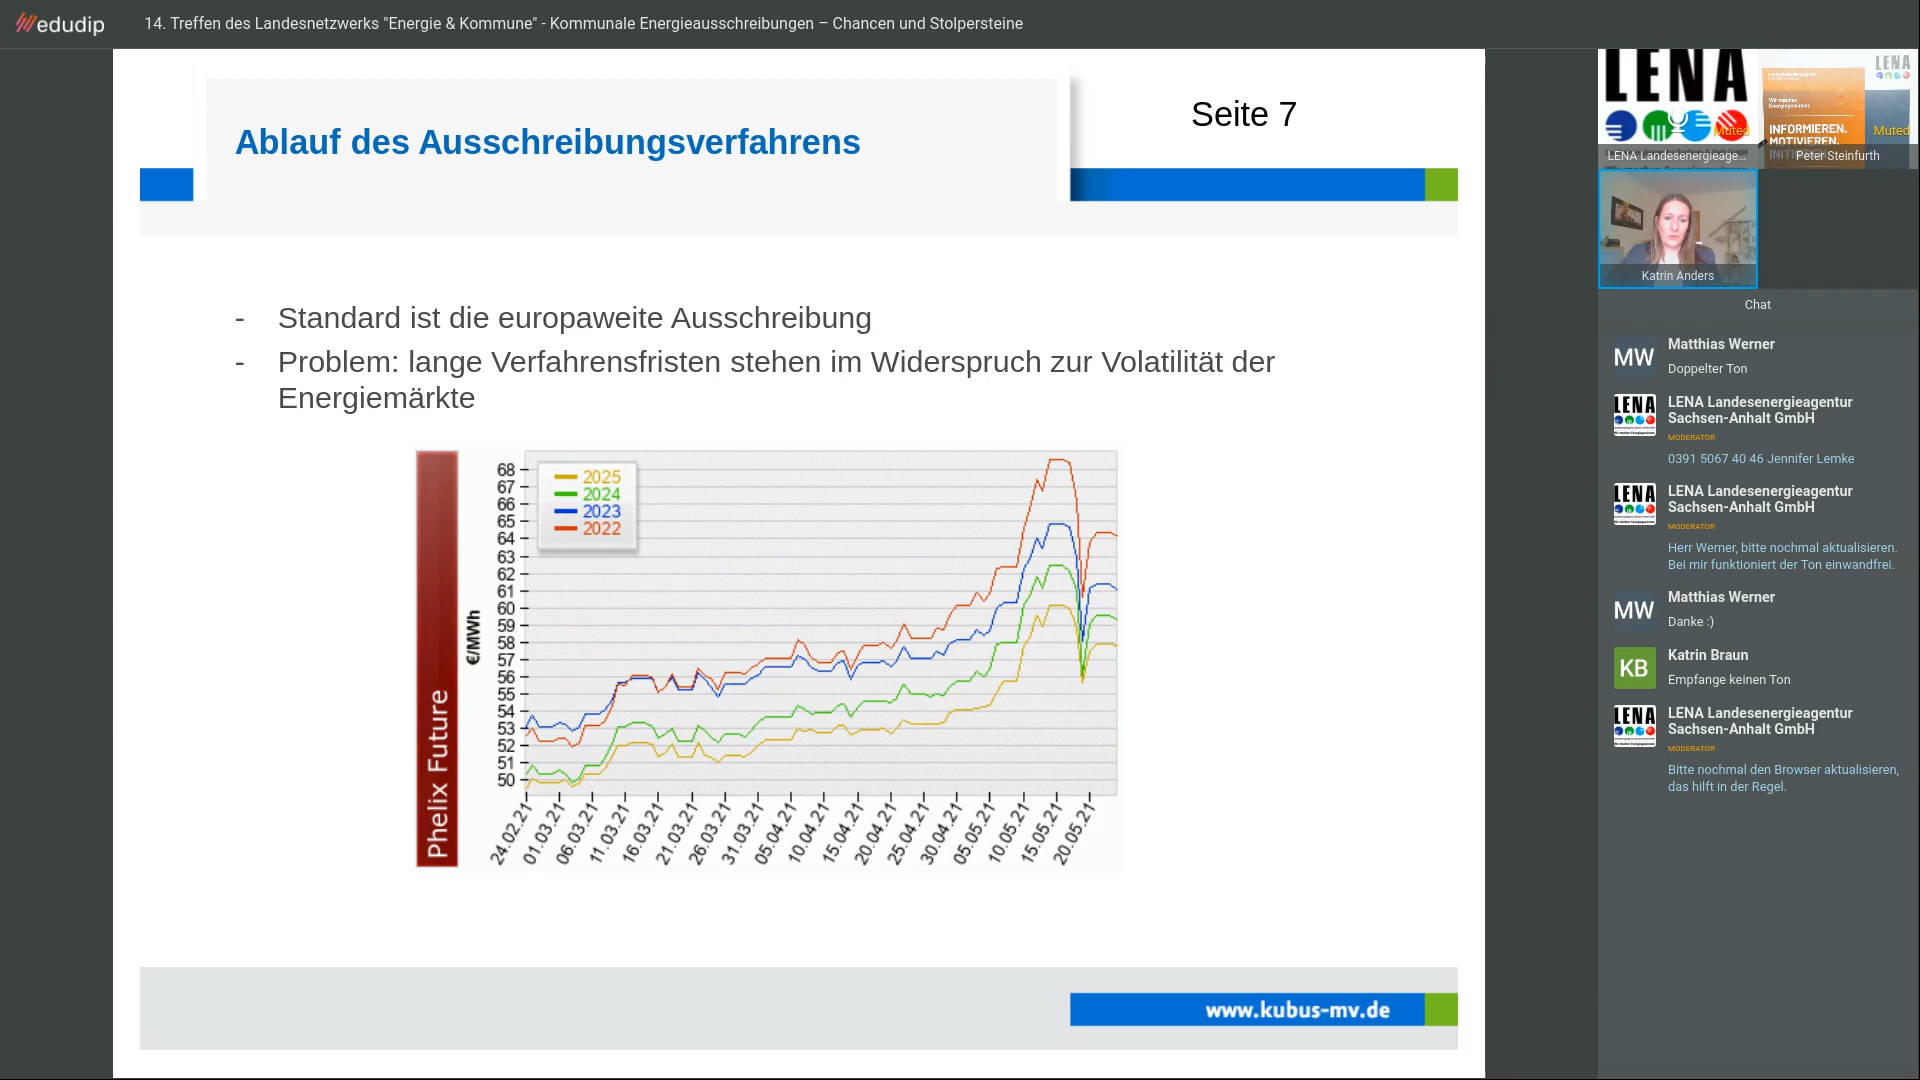 edudip
14. Treffen des Landesnetzwerks "Energie & Kommune" - Kommunale Energieausschreibungen – Chancen und Stolpersteine
Ablauf des Ausschreibungsverfahrens
Seite 7
- Standard ist die europaweite Ausschreibung
- Problem: lange Verfahrensfristen stehen im Widerspruch zur Volatilität der
Energiemärkte
Phelix Future
€/MWh
68
67
66
65
64
63
62
61
60
59
58
57
56
55
54
53
52
51
50
2025
2024
2023
2022
24.02.21
01.03.21
06.03.21
11.03.21
16.03.21
21.03.21
26.03.21
31.03.21
05.04.21
10.04.21
15.04.21
20.04.21
25.04.21
30.04.21
05.05.21
10.05.21
15.05.21
20.05.21
www.kubus-mv.de
LENA
Muted
LENA Landesenergieage...
LENA
Wir machen
Energiegewinner.
INFORMIEREN.
MOTIVIEREN.
Muted
Peter Steinfurth
Katrin Anders
Chat
MW
Matthias Werner
Doppelter Ton
LENA
LENA Landesenergieagentur
Sachsen-Anhalt GmbH
MODERATOR
0391 5067 40 46 Jennifer Lemke
LENA
LENA Landesenergieagentur
Sachsen-Anhalt GmbH
MODERATOR
Herr Werner, bitte nochmal aktualisieren.
Bei mir funktioniert der Ton einwandfrei.
MW
Matthias Werner
Danke :)
KB
Katrin Braun
Empfange keinen Ton
LENA
LENA Landesenergieagentur
Sachsen-Anhalt GmbH
MODERATOR
Bitte nochmal den Browser aktualisieren,
das hilft in der Regel.